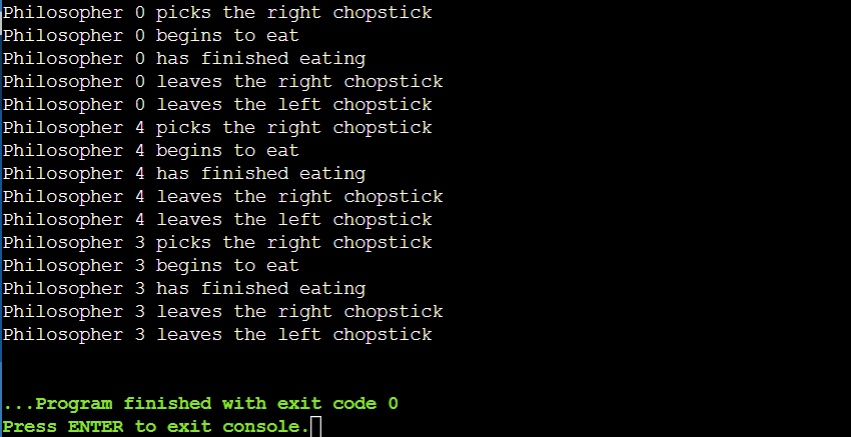 Philosopher 0 picks the right chopstick
Philosopher 0 begins to eat
Philosopher 0 has finished eating
Philosopher 0 leaves the right chopstick
Philosopher 0 leaves the left chopstick
Philosopher 4 picks the right chopstick
Philosopher 4 begins to eat
Philosopher 4 has finished eating
Philosopher 4 leaves the right chopstick
Philosopher 4 leaves the left chopstick
Philosopher 3 picks the right chopstick
Philosopher 3 begins to eat
Philosopher 3 has finished eating
Philosopher 3 leaves the right chopstick
Philosopher 3 leaves the left chopstick
...Program finished with exit code 0
Press ENTER to exit console.